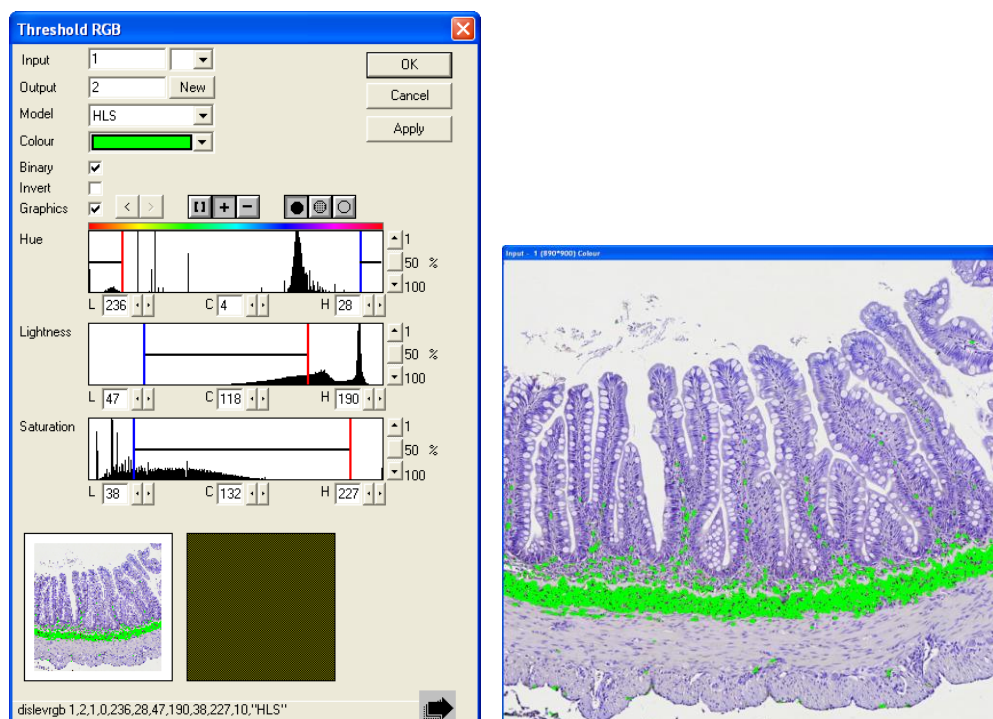 Threshold RGB
Input 1
OK
Output 2 New
Cancel
Model HLS
Apply
Colour
Binary
Invert
Graphics < > [] + −
Hue 1
50 %
100
L 236 C 4 H 28
Lightness 1
50 %
100
L 47 C 118 H 190
Saturation 1
50 %
100
L 38 C 132 H 227
dislevrgb 1,2,1,0,236,28,47,190,38,227,10,"HLS"
Input - 1 (890*900) Colour